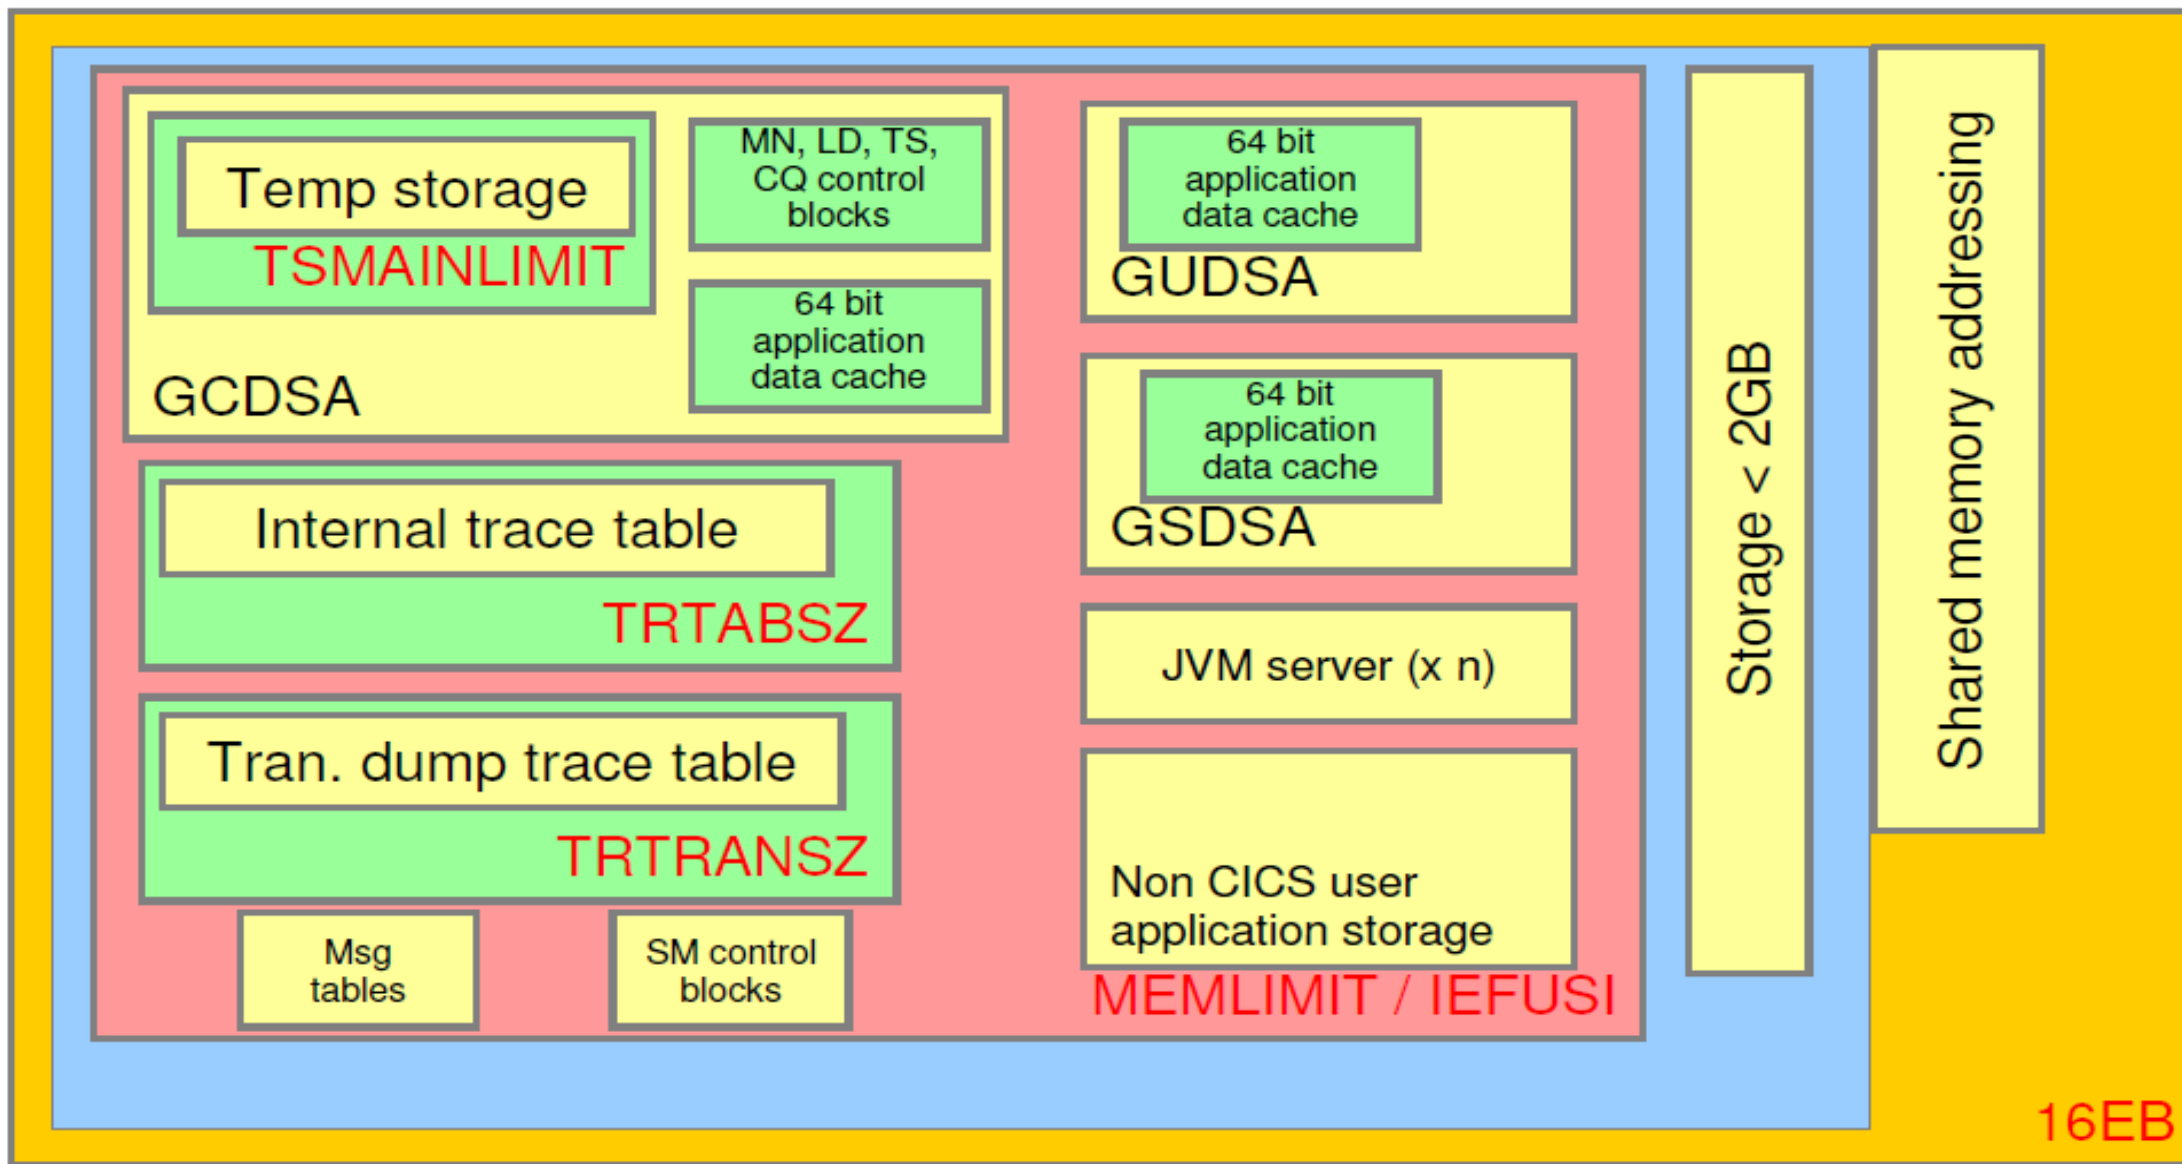 Temp storage
TSMAINLIMIT
MN, LD, TS,
CQ control
blocks
64 bit
application
data cache
GCDSA
Internal trace table
TRTABSZ
Tran. dump trace table
TRTRANSZ
Msg
tables
SM control
blocks
64 bit
application
data cache
GUDSA
64 bit
application
data cache
GSDSA
JVM server (x n)
Non CICS user
application storage
MEMLIMIT / IEFUSI
Storage < 2GB
Shared memory addressing
16EB